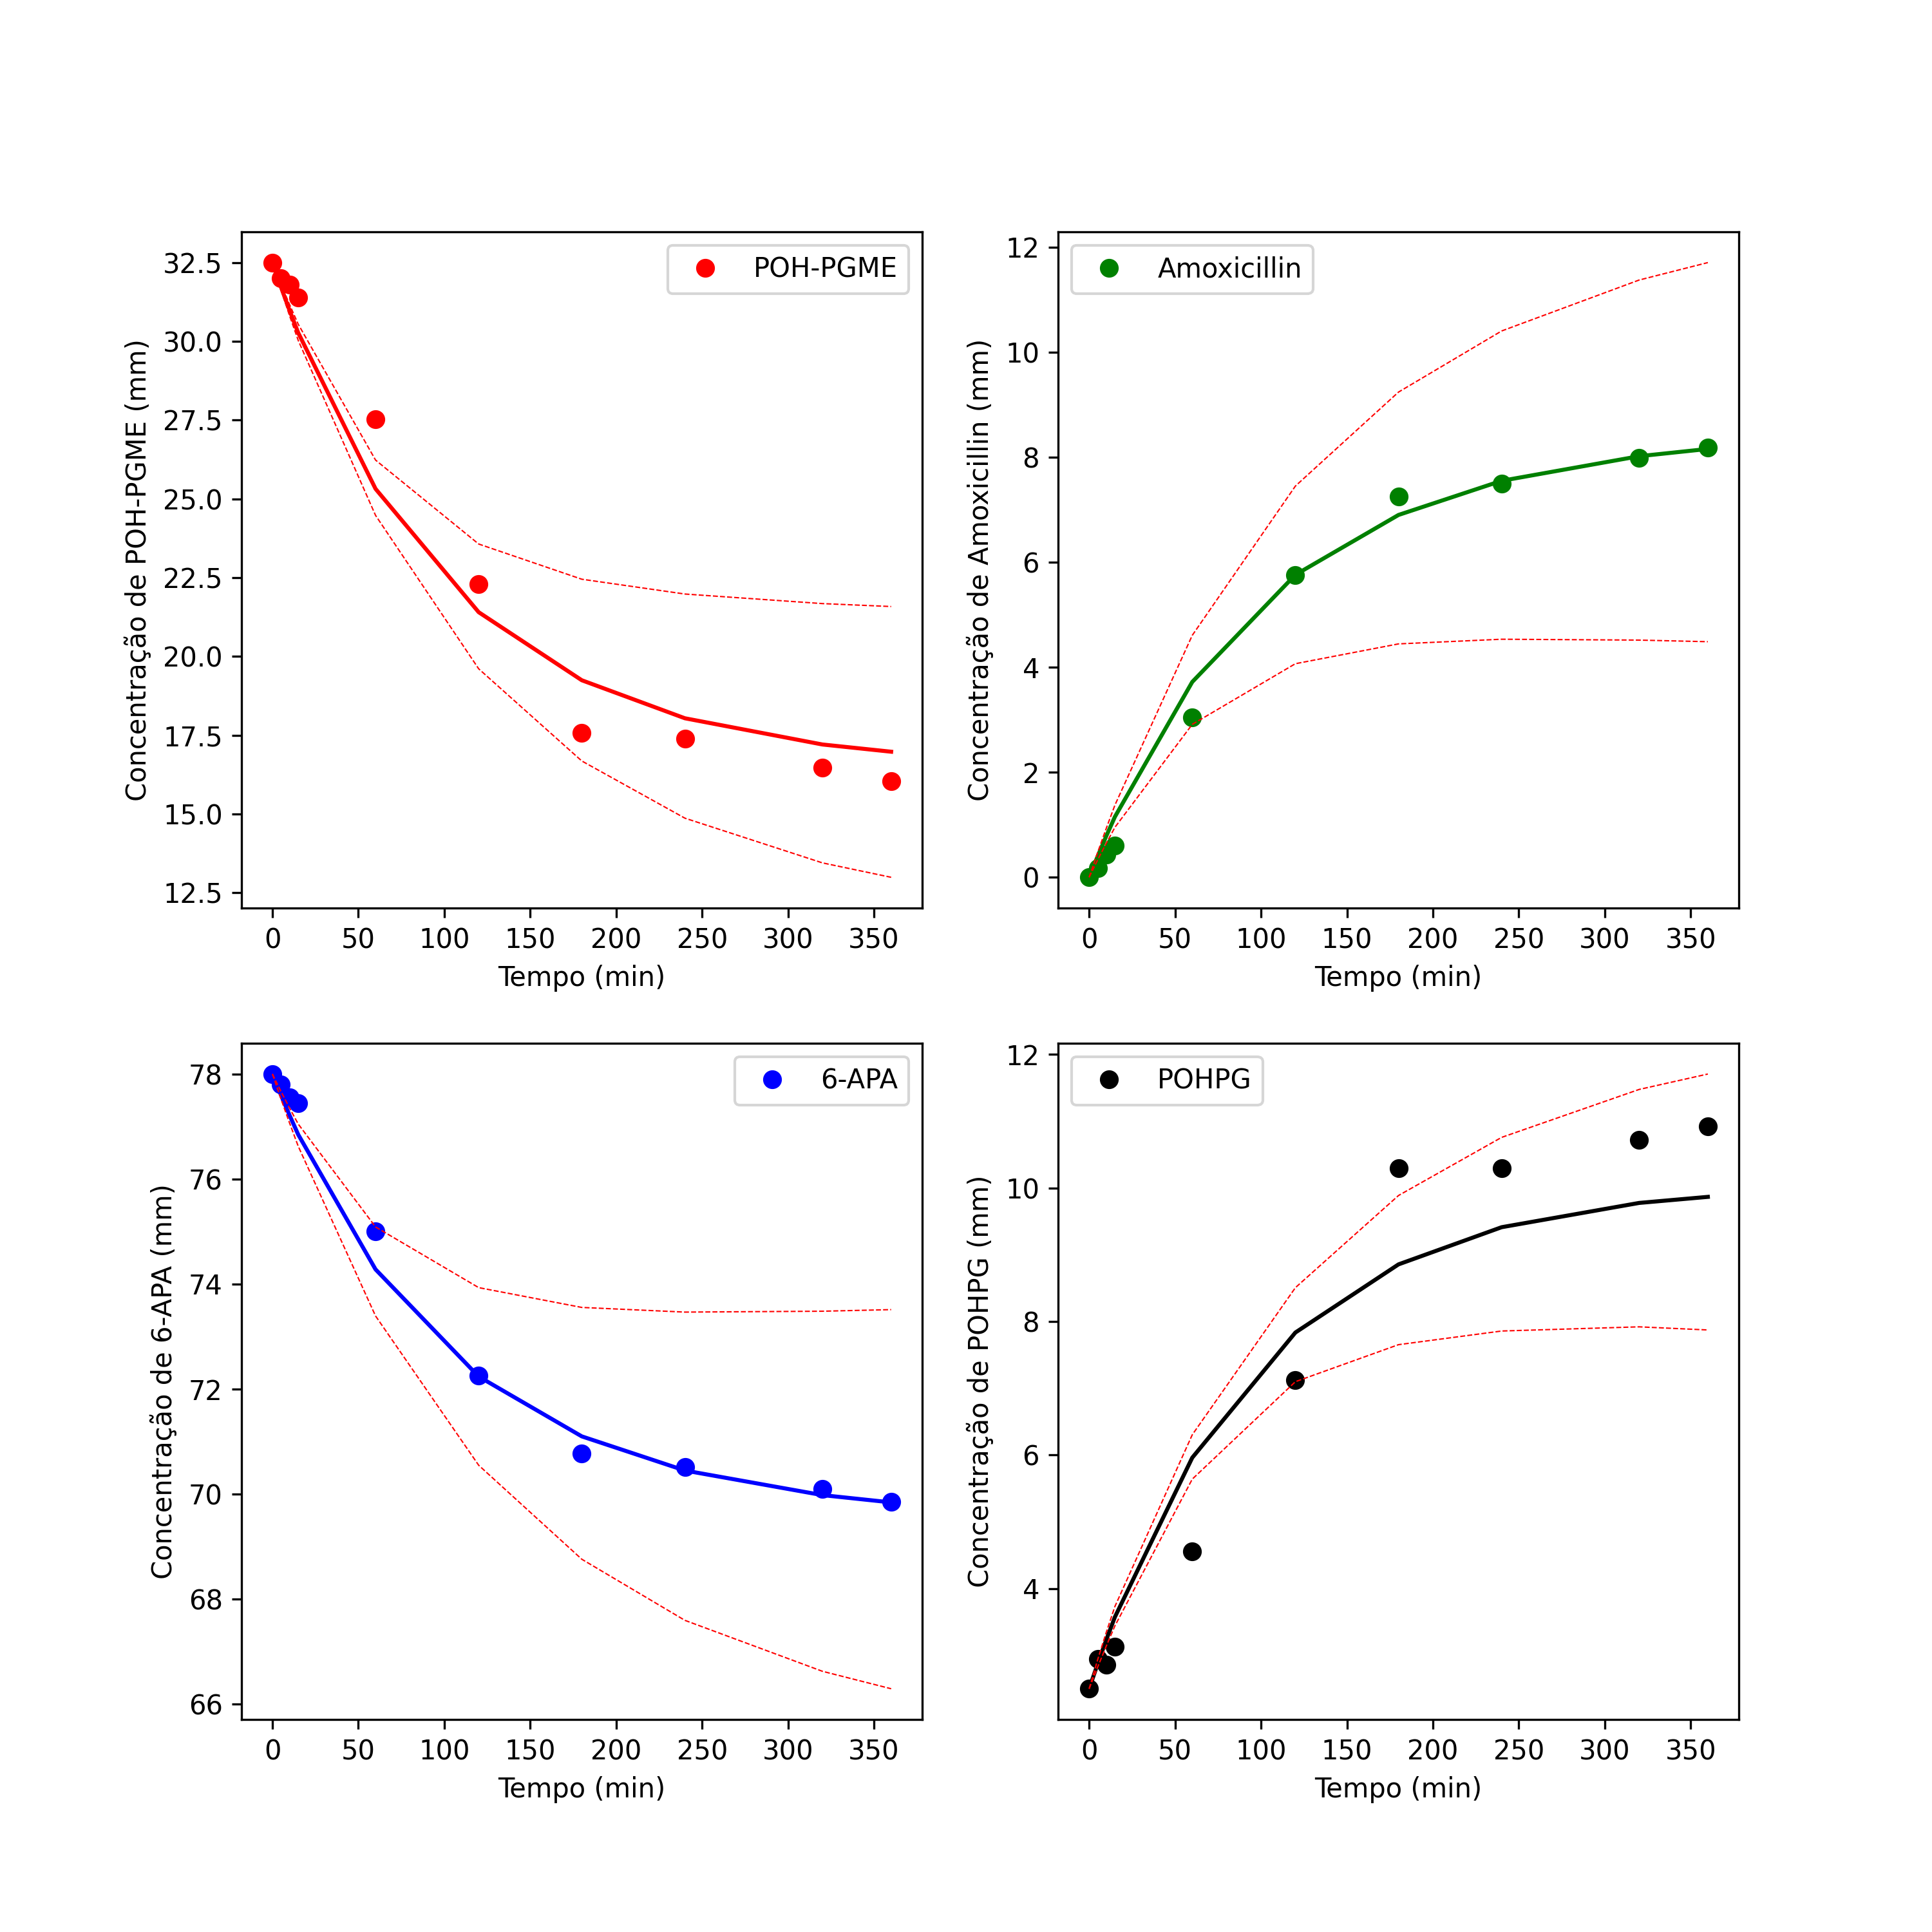 POH-PGME
Concentração de POH-PGME (mm)
32.5
30.0
27.5
25.0
22.5
20.0
17.5
15.0
12.5
0 50 100 150 200 250 300 350
Tempo (min)
Amoxicillin
Concentração de Amoxicillin (mm)
12
10
8
6
4
2
0
0 50 100 150 200 250 300 350
Tempo (min)
6-APA
Concentração de 6-APA (mm)
78
76
74
72
70
68
66
0 50 100 150 200 250 300 350
Tempo (min)
POHPG
Concentração de POHPG (mm)
12
10
8
6
4
0 50 100 150 200 250 300 350
Tempo (min)